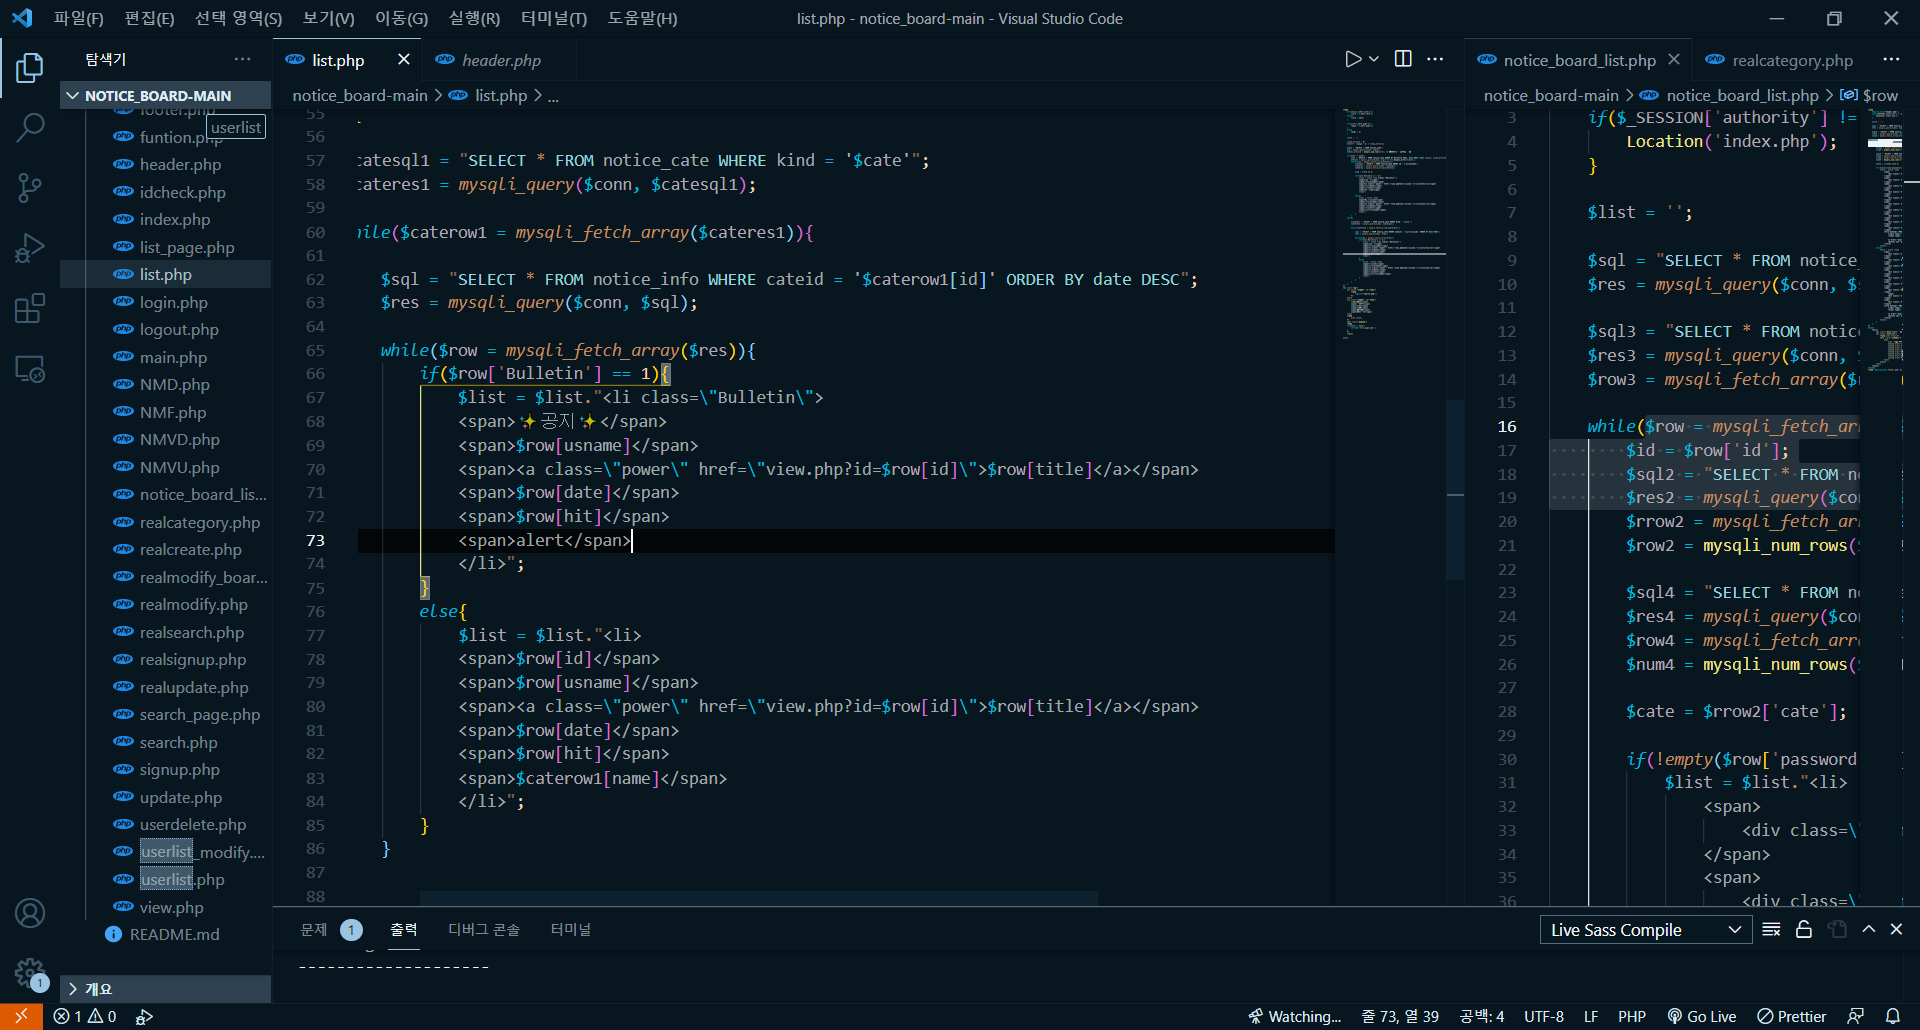 파일(F) 편집(E) 선택 영역(S) 보기(V) 이동(G) 실행(R) 터미널(T) 도움말(H) list.php - notice_board-main - Visual Studio Code
탐색기 ...
NOTICE_BOARD-MAIN
footer.php
userlist
funtion.php
header.php
idcheck.php
index.php
list_page.php
list.php
login.php
logout.php
main.php
NMD.php
NMF.php
NMVD.php
NMVU.php
notice_board_lis...
realcategory.php
realcreate.php
realmodify_boar...
realmodify.php
realsearch.php
realsignup.php
realupdate.php
search_page.php
search.php
signup.php
update.php
userdelete.php
userlist_modify....
userlist.php
view.php
README.md
개요
list.php header.php
notice_board-main > list.php > ...
55
56
57 catesql1 = "SELECT * FROM notice_cate WHERE kind = '$cate'";
58 cateres1 = mysqli_query($conn, $catesql1);
59
60 hile($caterow1 = mysqli_fetch_array($cateres1)){
61
62 $sql = "SELECT * FROM notice_info WHERE cateid = '$caterow1[id]' ORDER BY date DESC";
63 $res = mysqli_query($conn, $sql);
64
65 while($row = mysqli_fetch_array($res)){
66 if($row['Bulletin'] == 1){
67 $list = $list."<li class=\"Bulletin\">
68 <span>✨공지✨</span>
69 <span>$row[usname]</span>
70 <span><a class=\"power\" href=\"view.php?id=$row[id]\">$row[title]</a></span>
71 <span>$row[date]</span>
72 <span>$row[hit]</span>
73 <span>alert</span>
74 </li>";
75 }
76 else{
77 $list = $list."<li>
78 <span>$row[id]</span>
79 <span>$row[usname]</span>
80 <span><a class=\"power\" href=\"view.php?id=$row[id]\">$row[title]</a></span>
81 <span>$row[date]</span>
82 <span>$row[hit]</span>
83 <span>$caterow1[name]</span>
84 </li>";
85 }
86 }
87
88
notice_board_list.php realcategory.php ...
notice_board-main > notice_board_list.php > $row
3 if($_SESSION['authority'] !=
4 Location('index.php');
5 }
6
7 $list = '';
8
9 $sql = "SELECT * FROM notice_
10 $res = mysqli_query($conn, $s
11
12 $sql3 = "SELECT * FROM notic
13 $res3 = mysqli_query($conn,
14 $row3 = mysqli_fetch_array($
15
16 while($row = mysqli_fetch_ar
17 $id = $row['id'];
18 $sql2 = "SELECT * FROM n
19 $res2 = mysqli_query($co
20 $rrow2 = mysqli_fetch_ar
21 $row2 = mysqli_num_rows(
22
23 $sql4 = "SELECT * FROM n
24 $res4 = mysqli_query($co
25 $row4 = mysqli_fetch_arr
26 $num4 = mysqli_num_rows(
27
28 $cate = $rrow2['cate'];
29
30 if(!empty($row['password
31 $list = $list."<li>
32 <span>
33 <div class=\
34 </span>
35 <span>
36 <div class=\
문제 1 출력 디버그 콘솔 터미널 Live Sass Compile
--------------------
1
1 0 Watching... 줄 73, 열 39 공백: 4 UTF-8 LF PHP Go Live Prettier